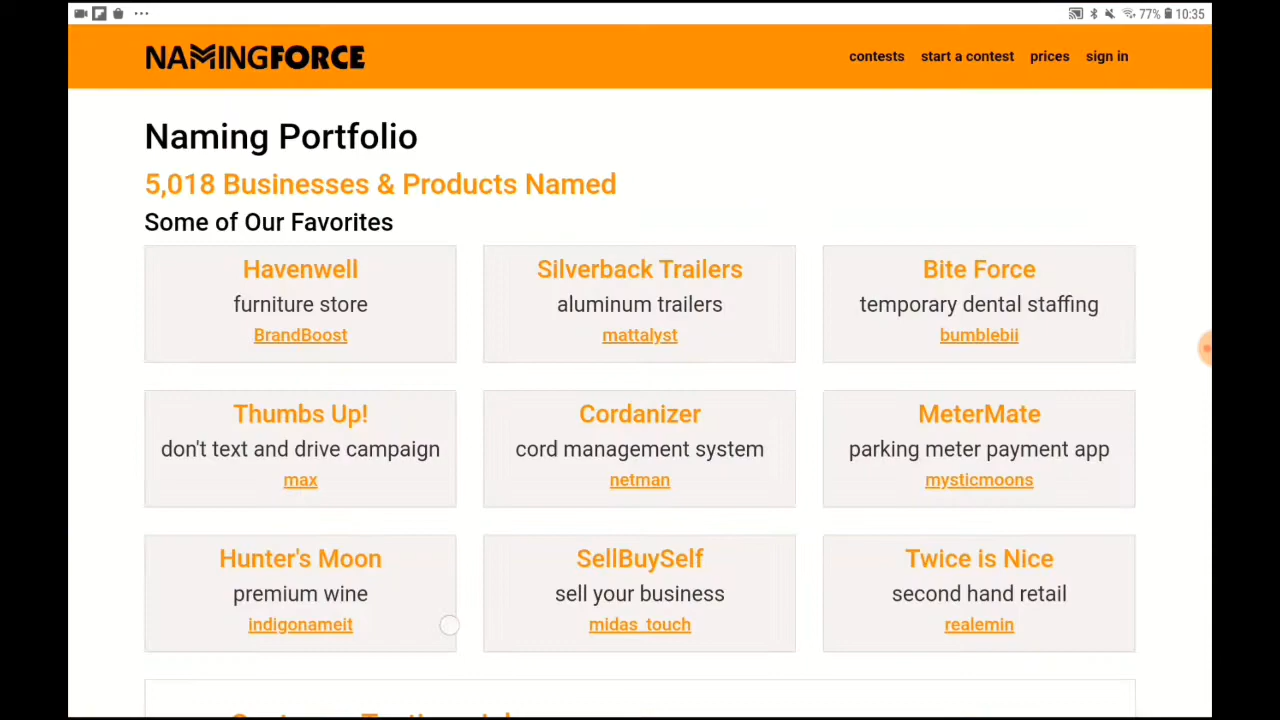 77% 10:35
NAMINGFORCE
contests start a contest prices sign in
Naming Portfolio
5,018 Businesses & Products Named
Some of Our Favorites
Havenwell
furniture store
BrandBoost
Silverback Trailers
aluminum trailers
mattalyst
Bite Force
temporary dental staffing
bumblebii
Thumbs Up!
don't text and drive campaign
max
Cordanizer
cord management system
netman
MeterMate
parking meter payment app
mysticmoons
Hunter's Moon
premium wine
indigonameit
SellBuySelf
sell your business
midas_touch
Twice is Nice
second hand retail
realemin